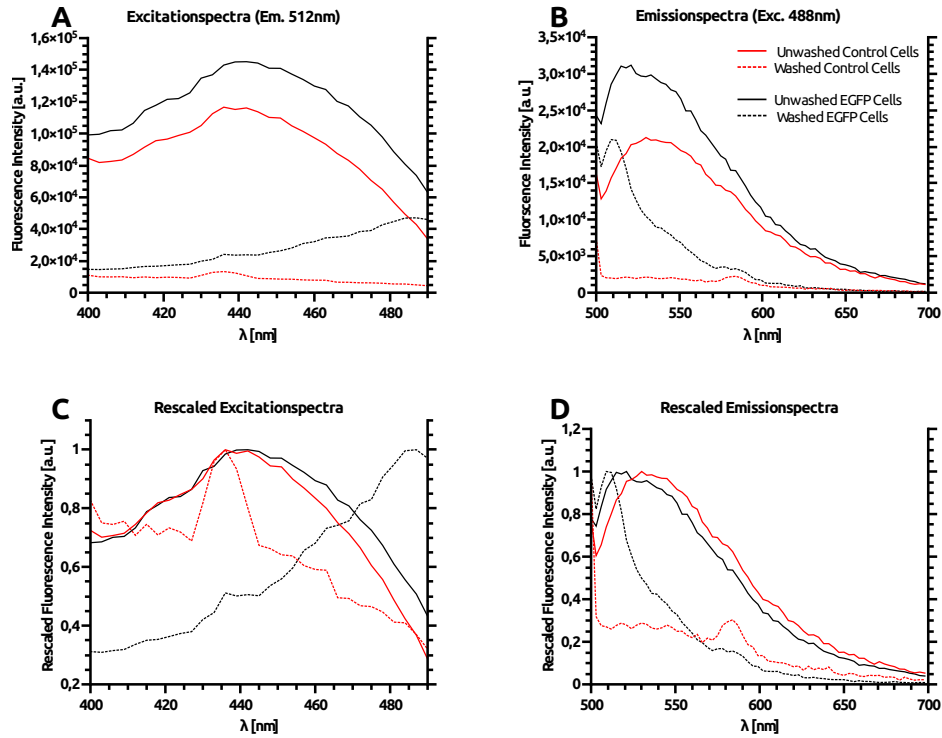 A
Excitationspectra (Em. 512nm)
Fluorescence Intensity [a.u.]
1,6×10⁵
1,4×10⁵
1,2×10⁵
1,0×10⁵
8,0×10⁴
6,0×10⁴
4,0×10⁴
2,0×10⁴
0
400
420
440
460
480
λ [nm]
B
Emissionspectra (Exc. 488nm)
Fluorscence Intensity [a.u.]
3,5×10⁴
3,0×10⁴
2,5×10⁴
2,0×10⁴
1,5×10⁴
1,0×10⁴
5,0×10³
0
500
550
600
650
700
λ [nm]
Unwashed Control Cells
Washed Control Cells
Unwashed EGFP Cells
Washed EGFP Cells
C
Rescaled Excitationspectra
Rescaled Fluorescence Intensity [a.u.]
1
0,8
0,6
0,4
0,2
400
420
440
460
480
λ [nm]
D
Rescaled Emissionspectra
Rescaled Fluorescence Intensity [a.u.]
1,2
1
0,8
0,6
0,4
0,2
0
500
550
600
650
700
λ [nm]